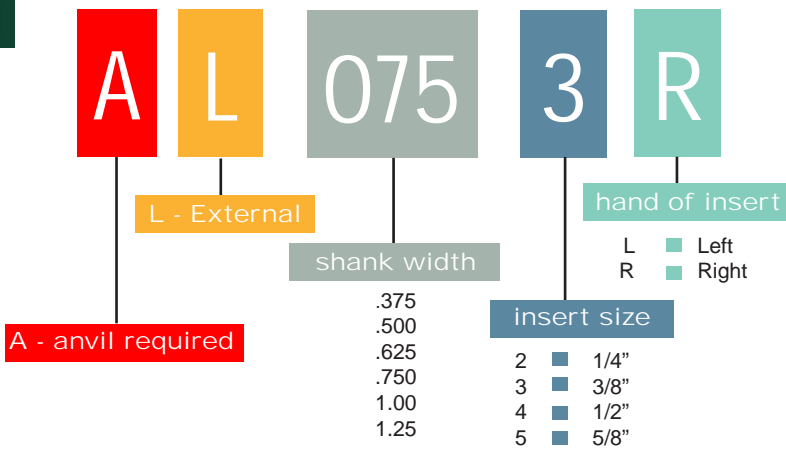 A L 075 3 R
L - External
hand of insert
L Left
R Right
shank width
.375
.500
.625
.750
1.00
1.25
A - anvil required
insert size
2 1/4”
3 3/8”
4 1/2”
5 5/8”